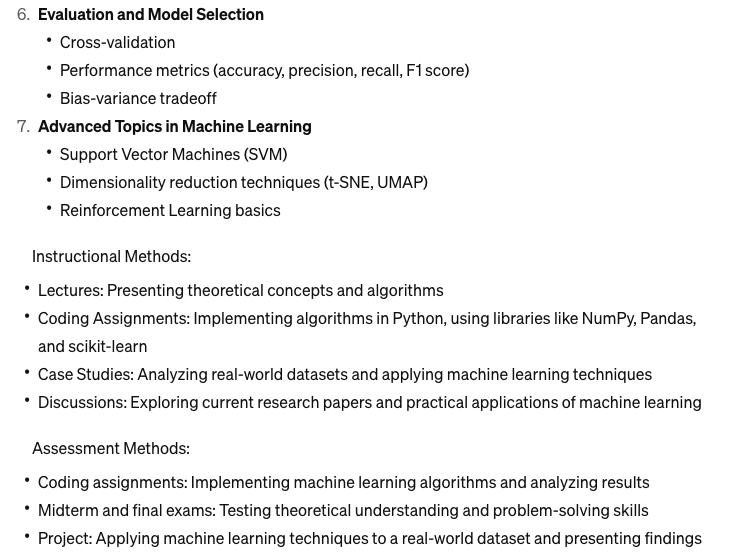 6. Evaluation and Model Selection
• Cross-validation
• Performance metrics (accuracy, precision, recall, F1 score)
• Bias-variance tradeoff
7. Advanced Topics in Machine Learning
• Support Vector Machines (SVM)
• Dimensionality reduction techniques (t-SNE, UMAP)
• Reinforcement Learning basics
Instructional Methods:
• Lectures: Presenting theoretical concepts and algorithms
• Coding Assignments: Implementing algorithms in Python, using libraries like NumPy, Pandas,
and scikit-learn
• Case Studies: Analyzing real-world datasets and applying machine learning techniques
• Discussions: Exploring current research papers and practical applications of machine learning
Assessment Methods:
• Coding assignments: Implementing machine learning algorithms and analyzing results
• Midterm and final exams: Testing theoretical understanding and problem-solving skills
• Project: Applying machine learning techniques to a real-world dataset and presenting findings